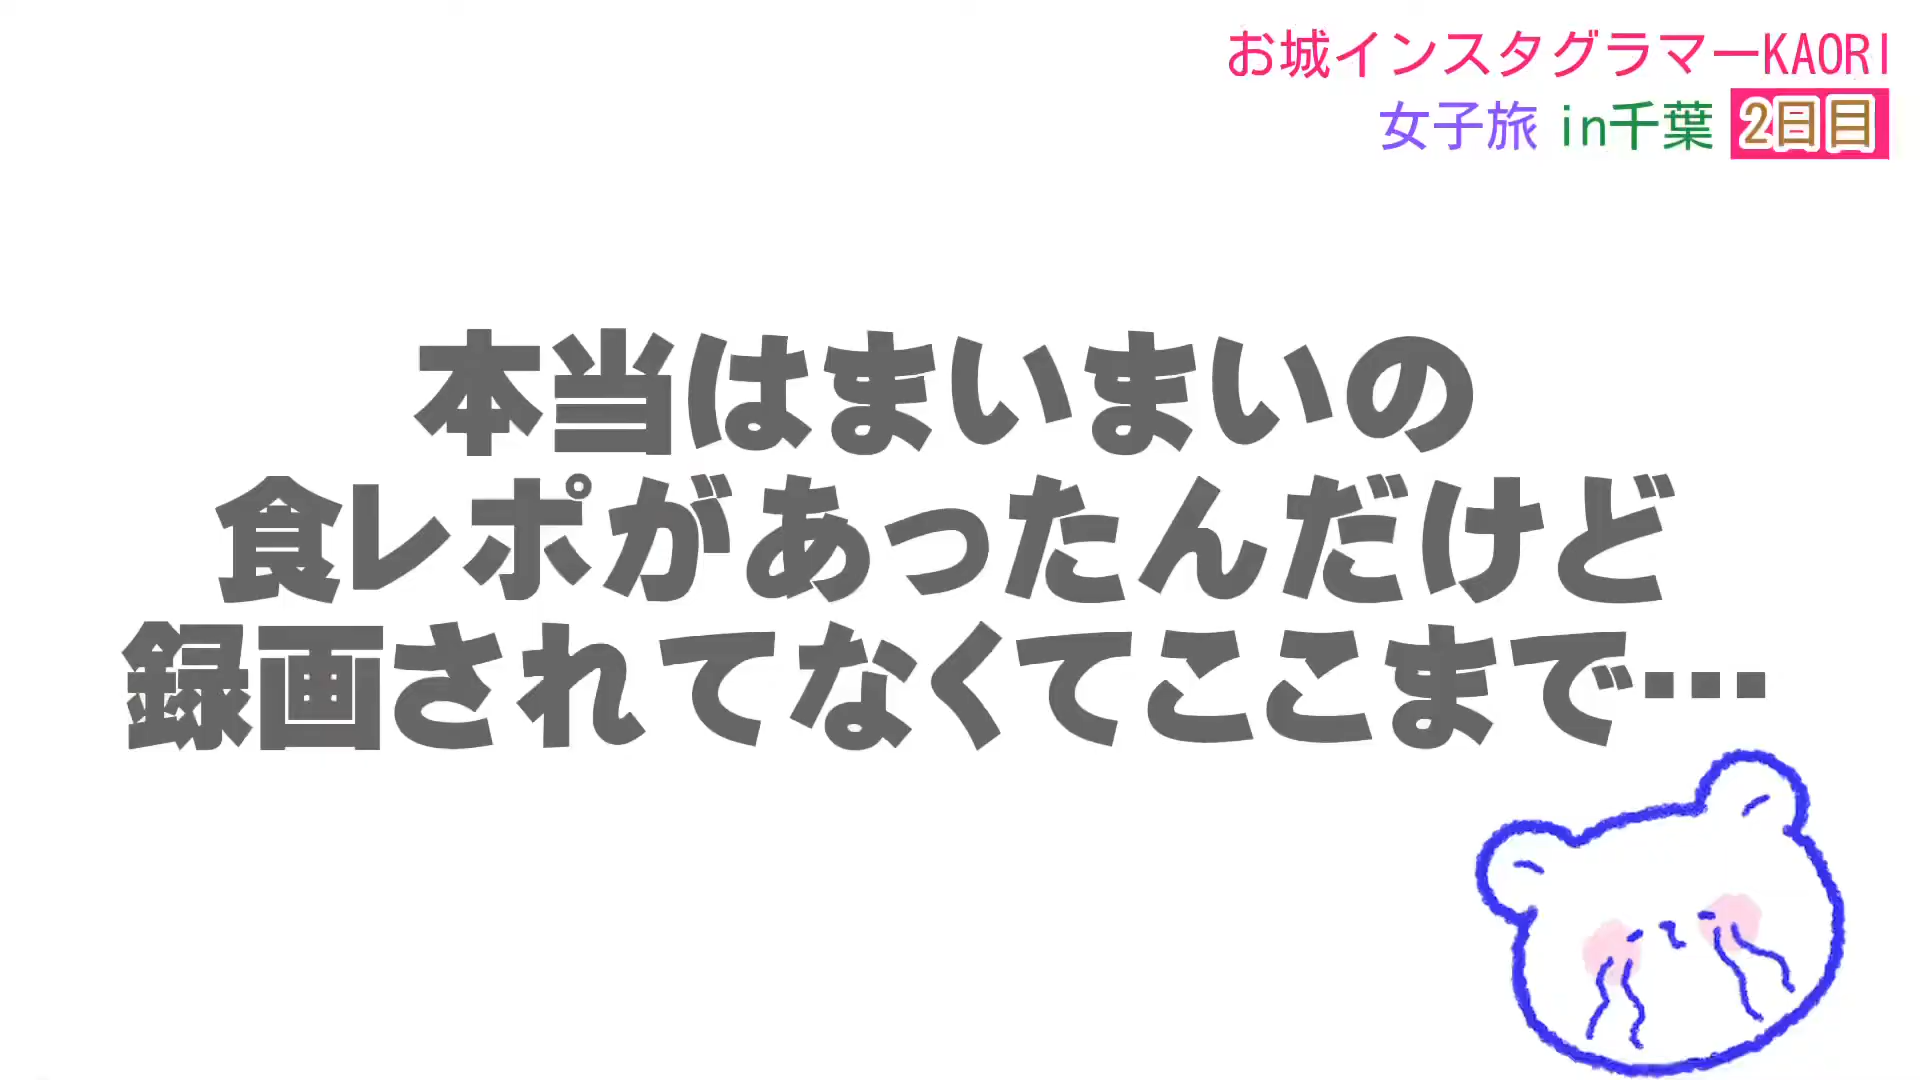 お城インスタグラマーKAORI
女子旅 in千葉 2日目
本当はまいまいの
食レポがあったんだけど
録画されてなくてここまで…